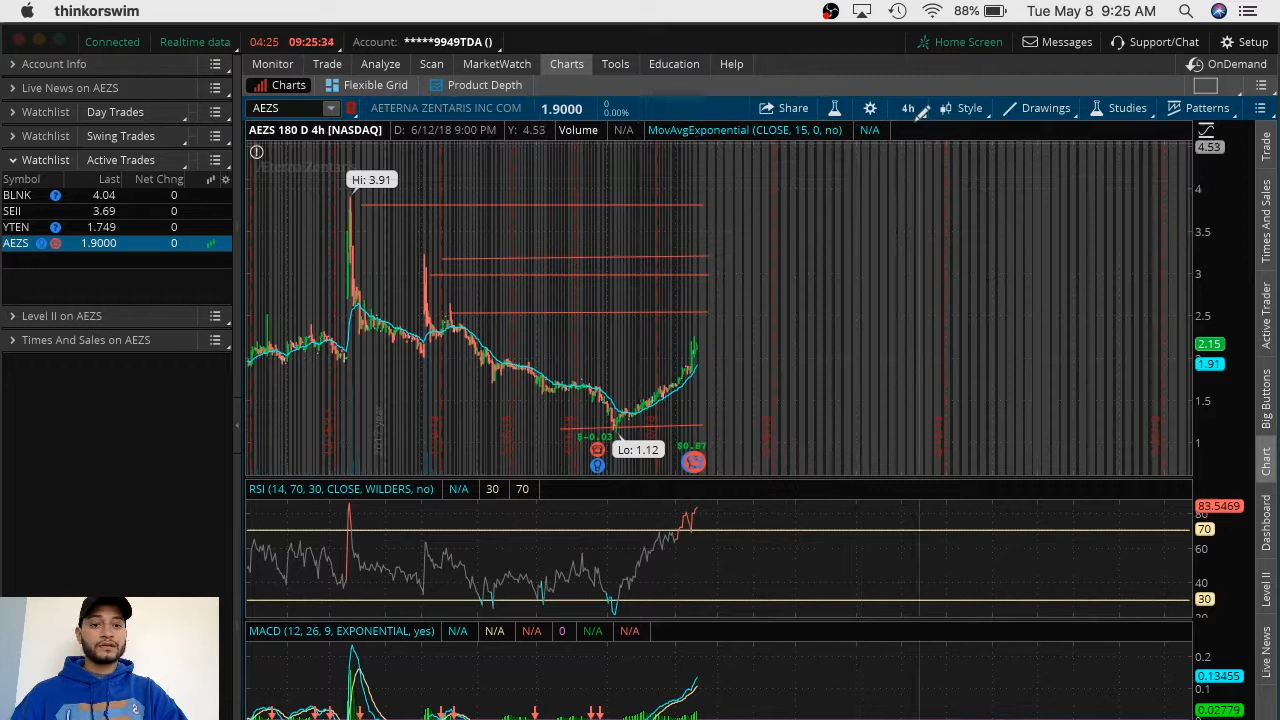 thinkorswim
88%
Tue May 8 9:25 AM
Connected
Realtime data
04:25 09:25:34
Account: *****9949TDA ()
Home Screen
Messages
Support/Chat
Setup
Account Info
Monitor Trade Analyze Scan MarketWatch Charts Tools Education Help
OnDemand
Live News on AEZS
Charts Flexible Grid Product Depth
Watchlist Day Trades
AEZS AETERNA ZENTARIS INC COM 1.9000 0 0.00%
Share 4h Style Drawings Studies Patterns
Watchlist Swing Trades
AEZS 180 D 4h [NASDAQ] D: 6/12/18 9:00 PM Y: 4.53 Volume N/A MovAvgExponential (CLOSE, 15, 0, no) N/A
Watchlist Active Trades
Symbol Last Net Chng
BLNK 4.04 0
SEII 3.69 0
YTEN 1.749 0
AEZS 1.9000 0
Level II on AEZS
Times And Sales on AEZS
ÆternaZentaris
Hi: 3.91
Lo: 1.12
$-0.03
$0.07
4.53
4
3.5
3
2.5
2.15
1.91
1.5
1
RSI (14, 70, 30, CLOSE, WILDERS, no) N/A 30 70
83.5469
80
70
60
40
30
20
MACD (12, 26, 9, EXPONENTIAL, yes) N/A N/A N/A 0 N/A N/A
0.2
0.13455
0.1
0.02779
Trade
Times And Sales
Active Trader
Big Buttons
Chart
Dashboard
Level II
Live News